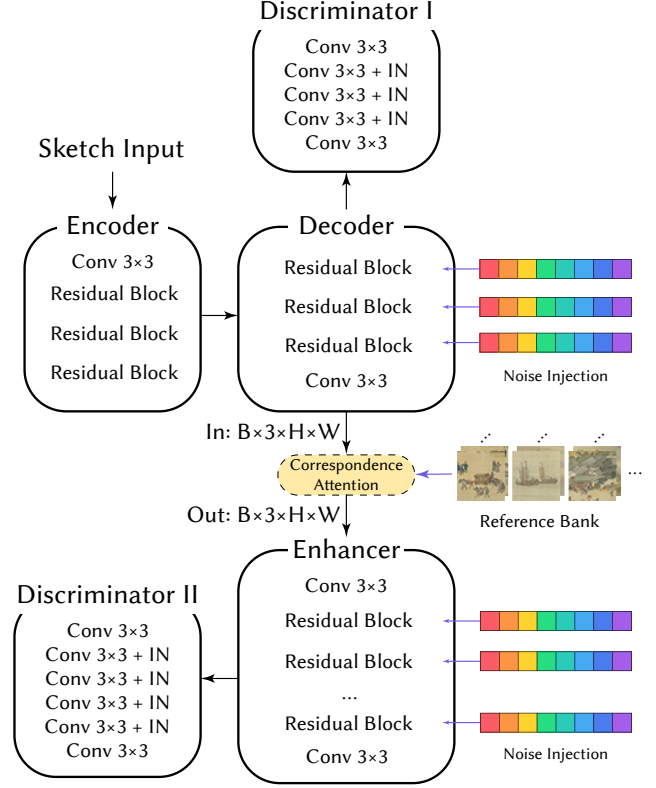 Discriminator I
Conv 3×3
Conv 3×3 + IN
Conv 3×3 + IN
Conv 3×3 + IN
Conv 3×3
Sketch Input
Encoder
Conv 3×3
Residual Block
Residual Block
Residual Block
Decoder
Residual Block
Residual Block
Residual Block
Conv 3×3
Noise Injection
In: B×3×H×W
Correspondence
Attention
...
...
...
...
Reference Bank
Out: B×3×H×W
Enhancer
Conv 3×3
Residual Block
Residual Block
...
Residual Block
Conv 3×3
Noise Injection
Discriminator II
Conv 3×3
Conv 3×3 + IN
Conv 3×3 + IN
Conv 3×3 + IN
Conv 3×3 + IN
Conv 3×3